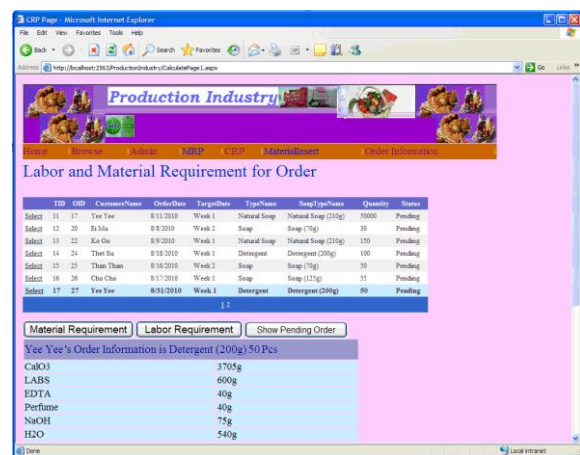 CRP Page - Microsoft Internet Explorer
File Edit View Favorites Tools Help
Back Search Favorites
Address http://localhost:2563/ProductionIndustry/CalculatePage1.aspx Go Links
Production Industry
Home Browse Admin MRP CRP MaterialInsert Order Information
Labor and Material Requirement for Order
TID OID CustomerName OrderDate TargetDate TypeName SoapTypeName Quantity Status
Select 11 17 Yee Yee 8/11/2010 Week 1 Natural Soap Natural Soap (210g) 50000 Pending
Select 12 20 Ei Ma 8/8/2010 Week 2 Soap Soap (70g) 30 Pending
Select 13 22 Ko Oo 8/9/2010 Week 1 Natural Soap Natural Soap (210g) 150 Pending
Select 14 24 Thet Su 8/18/2010 Week 1 Detergent Detergent (200g) 100 Pending
Select 15 25 Than Than 8/16/2010 Week 2 Soap Soap (70g) 50 Pending
Select 16 26 Cho Cho 8/17/2010 Week 1 Soap Soap (125g) 55 Pending
Select 17 27 Yee Yee 8/31/2010 Week 1 Detergent Detergent (200g) 50 Pending
1 2
Material Requirement Labor Requirement Show Pending Order
Yee Yee's Order Information is Detergent (200g) 50 Pcs
CalO3 3705g
LABS 600g
EDTA 40g
Perfume 40g
NaOH 75g
H2O 540g
Done Local intranet